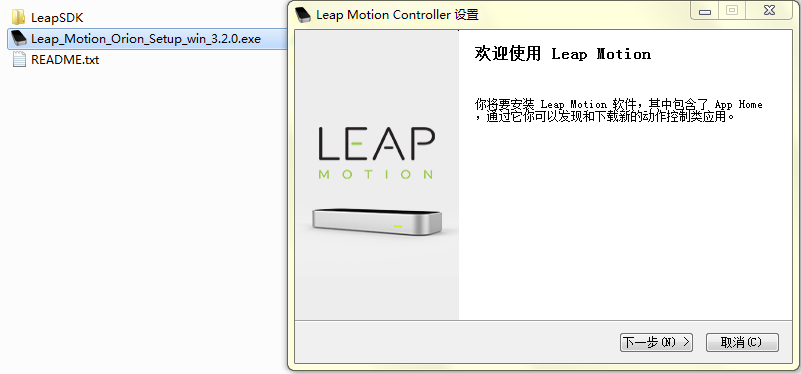 LeapSDK
Leap_Motion_Orion_Setup_win_3.2.0.exe
README.txt
Leap Motion Controller 设置
LEAP
MOTION
欢迎使用 Leap Motion
你将要安装 Leap Motion 软件，其中包含了 App Home
，通过它你可以发现和下载新的动作控制类应用。
下一步(N) >
取消(C)